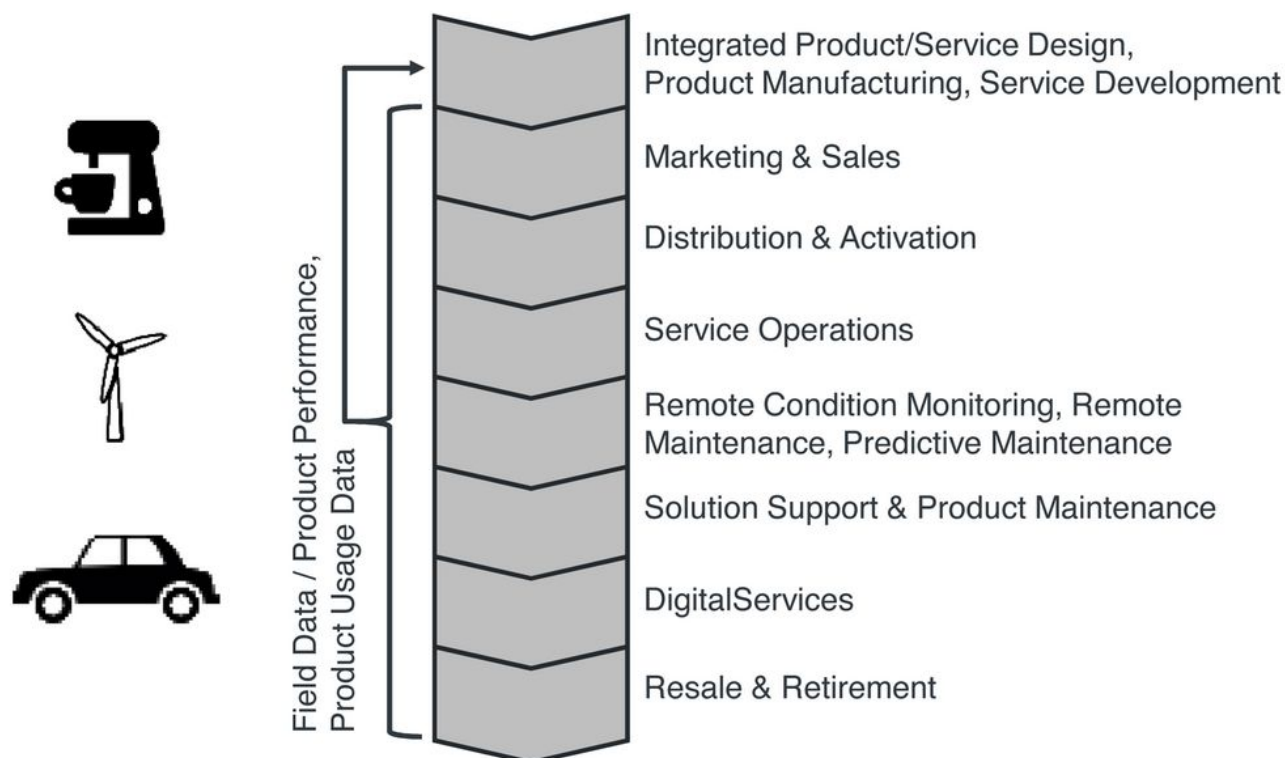 Integrated Product/Service Design,
Product Manufacturing, Service Development
Marketing & Sales
Distribution & Activation
Service Operations
Remote Condition Monitoring, Remote
Maintenance, Predictive Maintenance
Solution Support & Product Maintenance
DigitalServices
Resale & Retirement
Field Data / Product Performance,
Product Usage Data